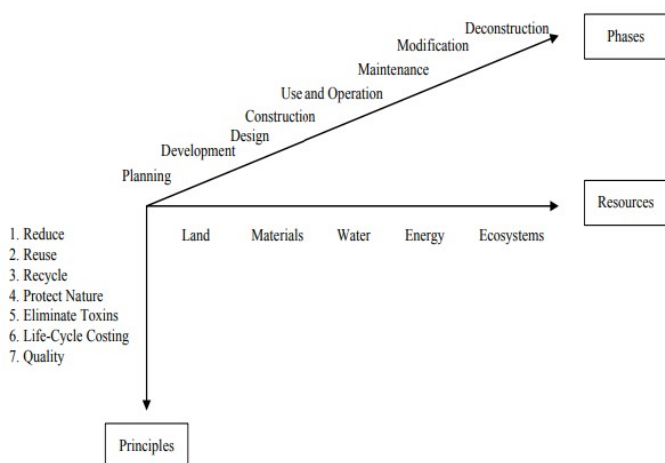 Deconstruction
Modification
Maintenance
Use and Operation
Construction
Design
Development
Planning
Phases
Resources
Land Materials Water Energy Ecosystems
1. Reduce
2. Reuse
3. Recycle
4. Protect Nature
5. Eliminate Toxins
6. Life-Cycle Costing
7. Quality
Principles